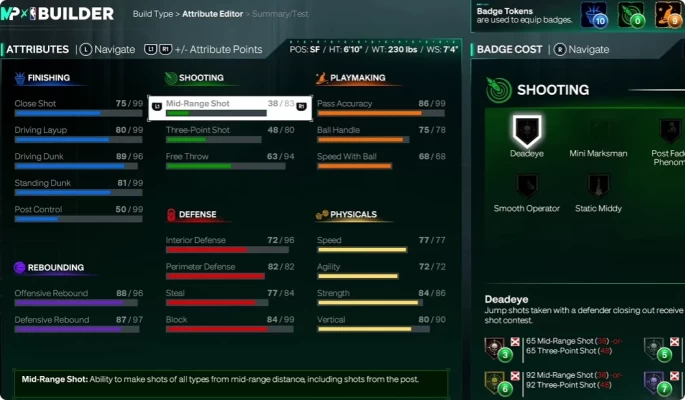 MP x NBA BUILDER
Build Type > Attribute Editor > Summary/Test
Badge Tokens
are used to equip badges.
10
0
9
ATTRIBUTES L Navigate L1 R1 +/- Attribute Points
POS: SF / HT: 6'10" / WT: 230 lbs / WS: 7'4"
BADGE COST R Navigate
FINISHING
Close Shot 75/99
Driving Layup 80/99
Driving Dunk 89/96
Standing Dunk 81/99
Post Control 50/99
REBOUNDING
Offensive Rebound 88/96
Defensive Rebound 87/97
SHOOTING
L1 Mid-Range Shot 38/83 R1
Three-Point Shot 48/80
Free Throw 63/94
DEFENSE
Interior Defense 72/96
Perimeter Defense 82/82
Steal 77/84
Block 84/99
PLAYMAKING
Pass Accuracy 86/99
Ball Handle 75/78
Speed With Ball 68/68
PHYSICALS
Speed 77/77
Agility 72/72
Strength 84/86
Vertical 80/90
Mid-Range Shot: Ability to make shots of all types from mid-range distance, including shots from the post.
SHOOTING
Deadeye
Mini Marksman
Post Fade
Phenom
Smooth Operator
Static Middy
Deadeye
Jump shots taken with a defender closing out receive
shot contest.
3
65 Mid-Range Shot (38) -or-
65 Three-Point Shot (48)
5
6
92 Mid-Range Shot (38) -or-
92 Three-Point Shot (48)
7